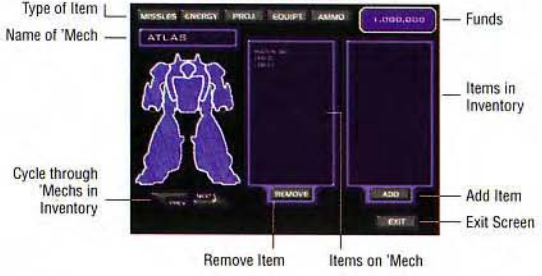 Type of Item
MISSLES ENERGY PROJ. EQUIPT. AMMO
1,000,000
Funds
Name of 'Mech
ATLAS
Items in
Inventory
Cycle through
'Mechs in
Inventory
PREV NEXT
REMOVE
ADD
Add Item
EXIT
Exit Screen
Remove Item
Items on 'Mech